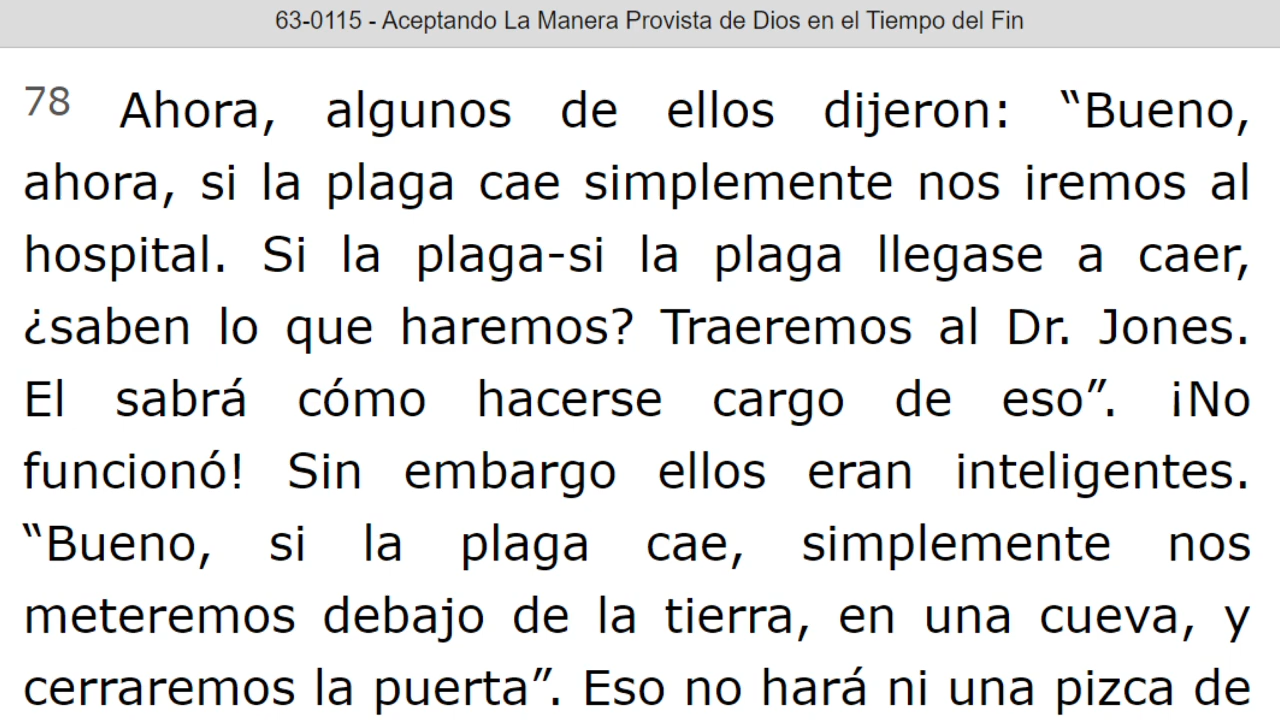 63-0115 - Aceptando La Manera Provista de Dios en el Tiempo del Fin
78 Ahora, algunos de ellos dijeron: “Bueno,
ahora, si la plaga cae simplemente nos iremos al
hospital. Si la plaga-si la plaga llegase a caer,
¿saben lo que haremos? Traeremos al Dr. Jones.
El sabrá cómo hacerse cargo de eso”. ¡No
funcionó! Sin embargo ellos eran inteligentes.
“Bueno, si la plaga cae, simplemente nos
meteremos debajo de la tierra, en una cueva, y
cerraremos la puerta”. Eso no hará ni una pizca de